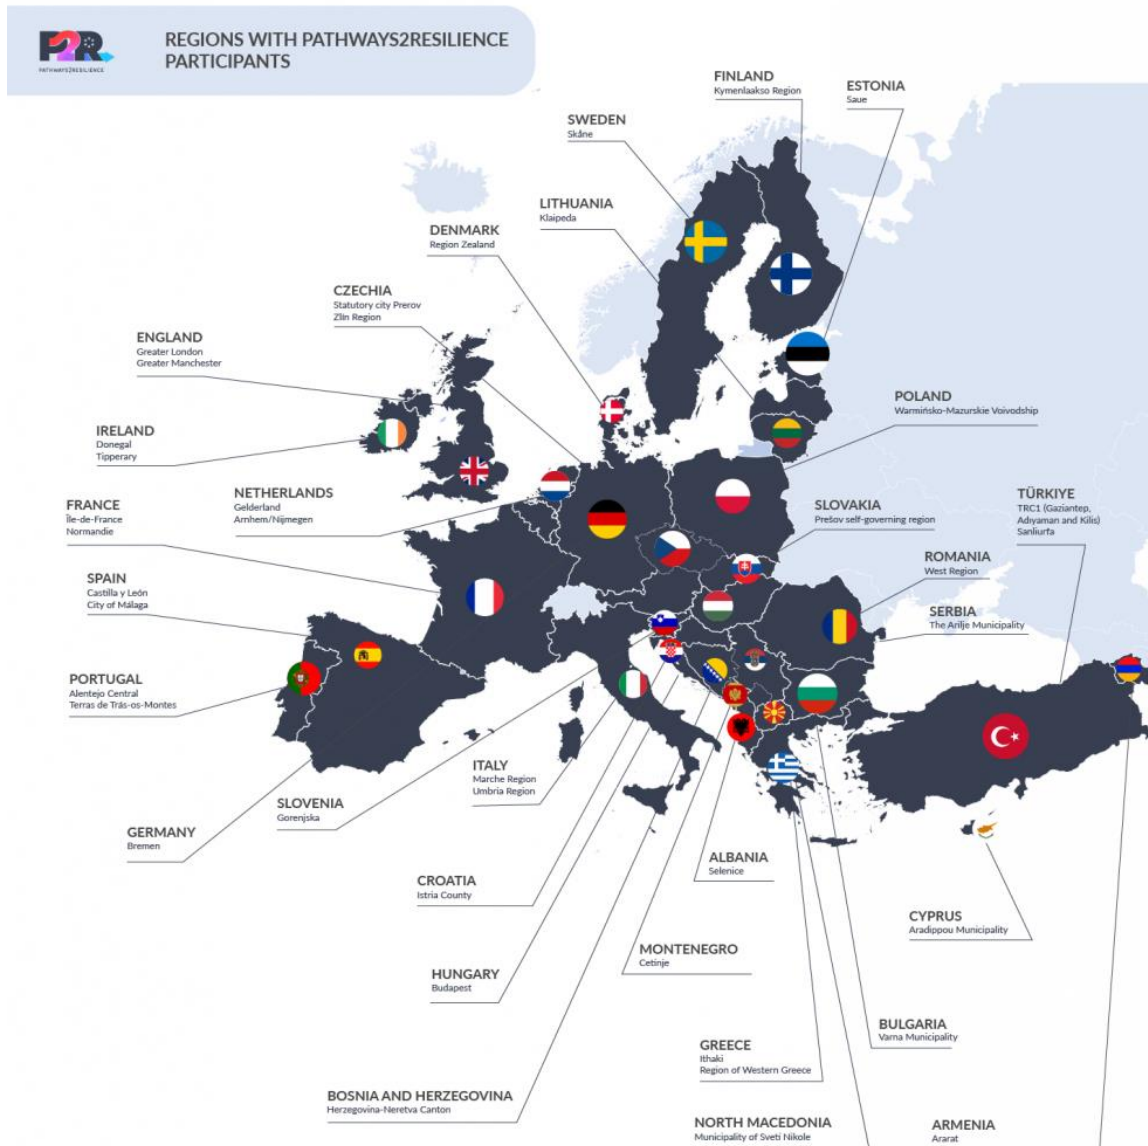 P2R
PATHWAYS2RESILIENCE
REGIONS WITH PATHWAYS2RESILIENCE
PARTICIPANTS
FINLAND
Kymenlaakso Region
ESTONIA
Saue
SWEDEN
Skåne
LITHUANIA
Klaipeda
DENMARK
Region Zealand
CZECHIA
Statutory city Prerov
Zlín Region
ENGLAND
Greater London
Greater Manchester
POLAND
Warmińsko-Mazurskie Voivodship
IRELAND
Donegal
Tipperary
NETHERLANDS
Gelderland
Arnhem/Nijmegen
TÜRKIYE
TRC1 (Gaziantep,
Adıyaman and Kilis)
Sanliurfa
FRANCE
Île-de-France
Normandie
SLOVAKIA
Prešov self-governing region
ROMANIA
West Region
SPAIN
Castilla y León
City of Málaga
SERBIA
The Arilje Municipality
PORTUGAL
Alentejo Central
Terras de Trás-os-Montes
ITALY
Marche Region
Umbria Region
SLOVENIA
Gorenjska
GERMANY
Bremen
ALBANIA
Selenice
CROATIA
Istria County
CYPRUS
Aradippou Municipality
MONTENEGRO
Cetinje
HUNGARY
Budapest
BULGARIA
Varna Municipality
GREECE
Ithaki
Region of Western Greece
BOSNIA AND HERZEGOVINA
Herzegovina-Neretva Canton
NORTH MACEDONIA
Municipality of Sveti Nikole
ARMENIA
Ararat